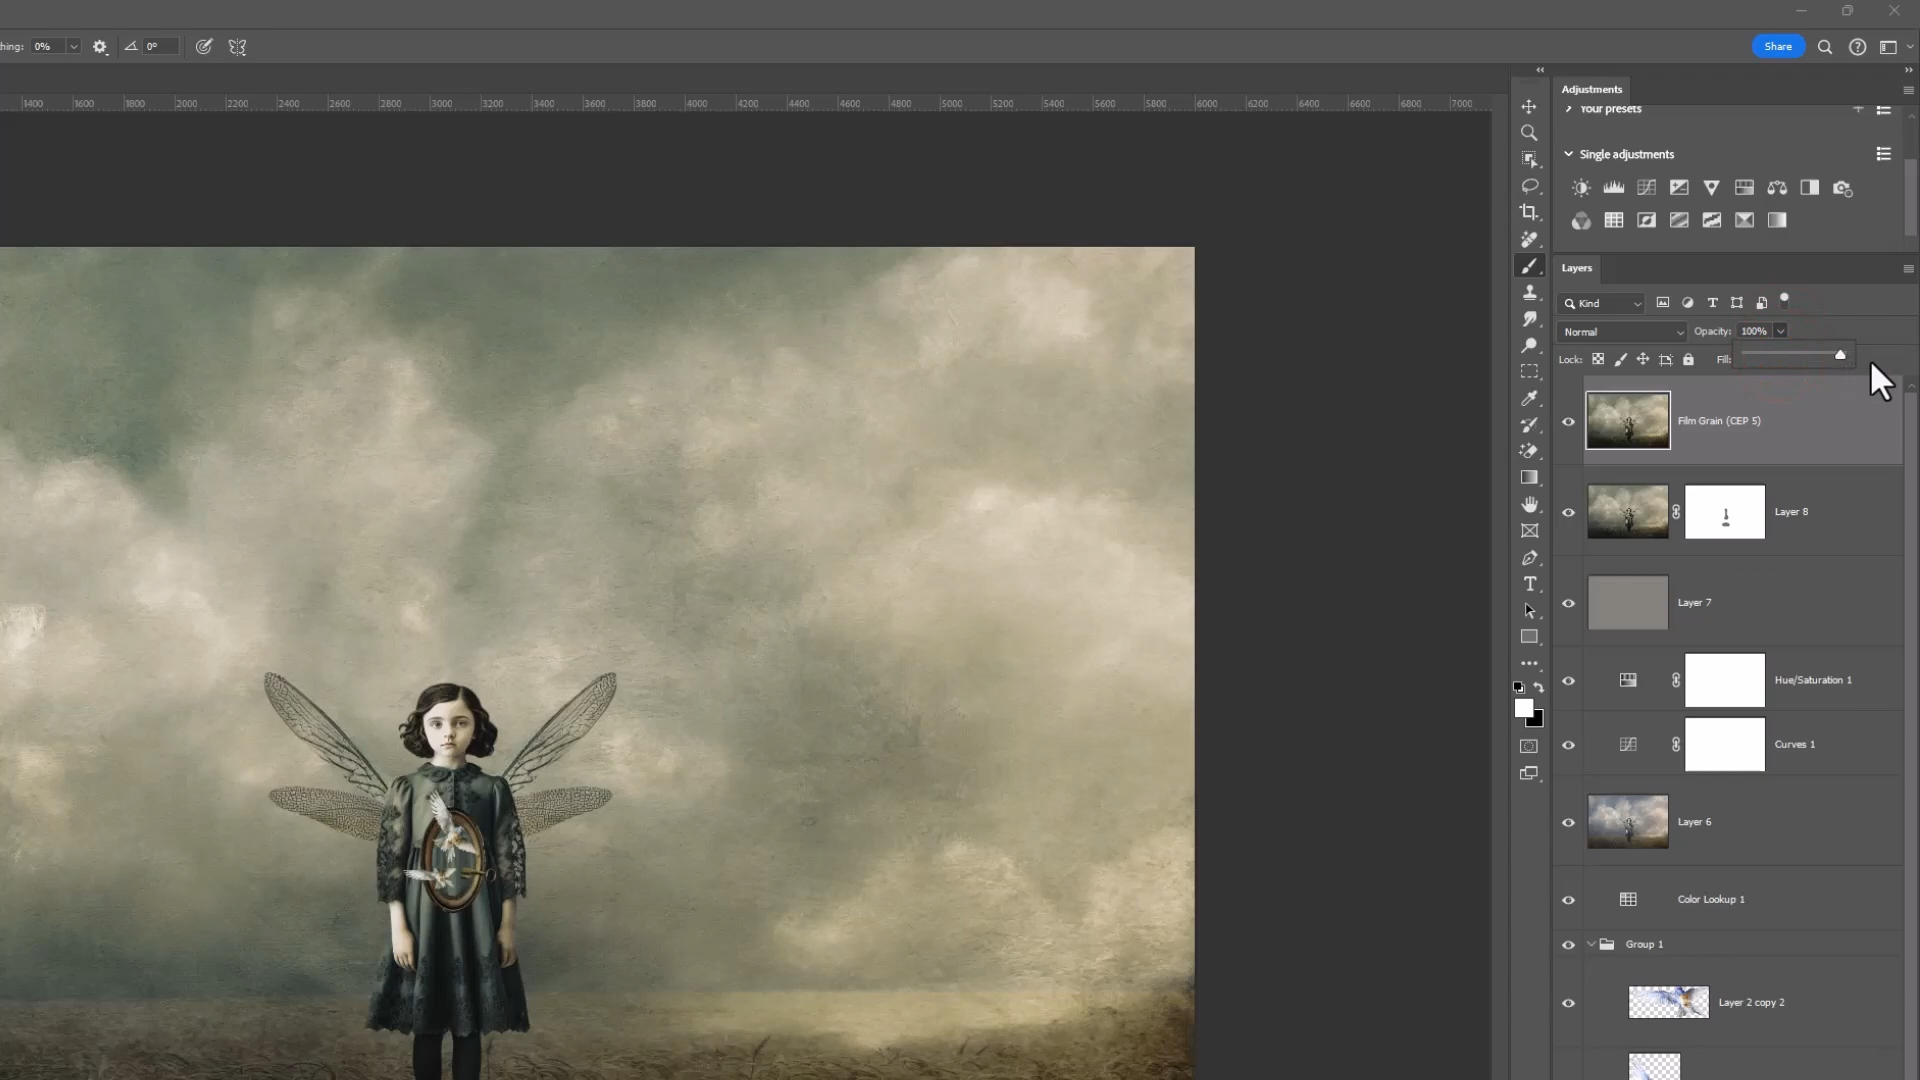 thing: 0% 0°
Share
1400 1600 1800 2000 2200 2400 2600 2800 3000 3200 3400 3600 3800 4000 4200 4400 4600 4800 5000 5200 5400 5600 5800 6000 6200 6400 6600 6800 7000
Adjustments
Your presets
Single adjustments
Layers
Kind
Normal Opacity: 100%
Lock: Fill:
Film Grain (CEP 5)
Layer 8
Layer 7
Hue/Saturation 1
Curves 1
Layer 6
Color Lookup 1
Group 1
Layer 2 copy 2